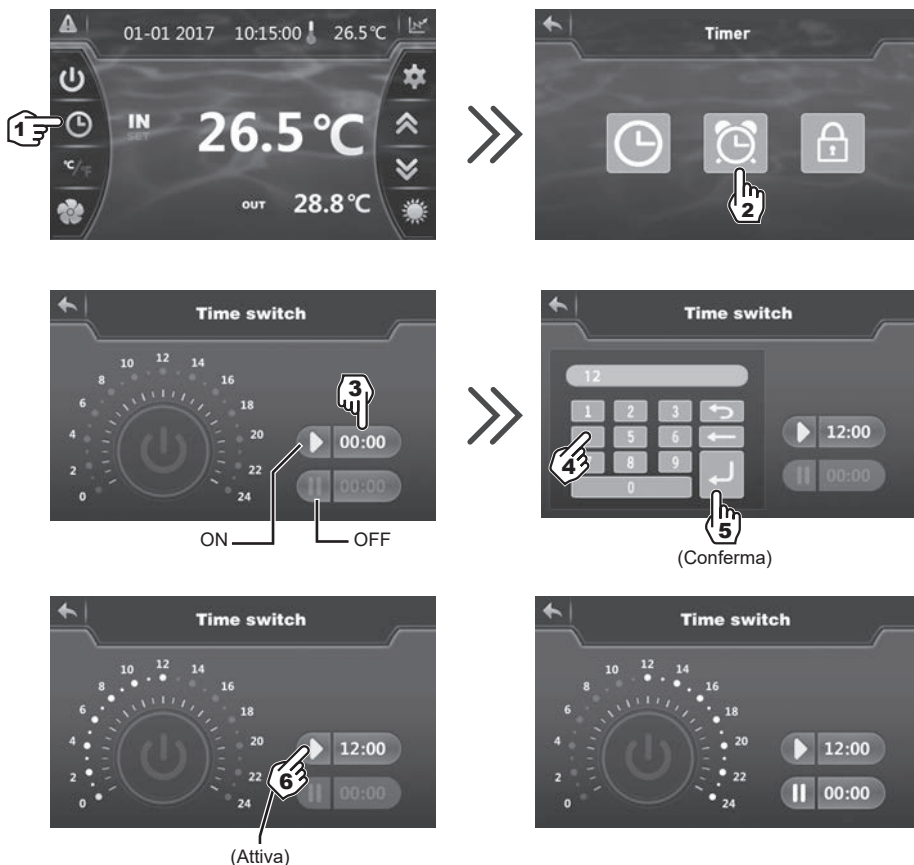 01-01 2017 10:15:00 26.5°C
1
IN
SET
26.5°C
°C/°F
OUT 28.8°C
Timer
2
Time switch
0 2 4 6 8 10 12 14 16 18 20 22 24
3
00:00
00:00
ON
OFF
Time switch
12
1 2 3
5 6
4
7 8 9
0
5
(Conferma)
12:00
00:00
Time switch
0 2 4 6 8 10 12 14 16 18 20 22 24
12:00
6
00:00
(Attiva)
Time switch
0 2 4 6 8 10 12 14 16 18 20 22 24
12:00
00:00